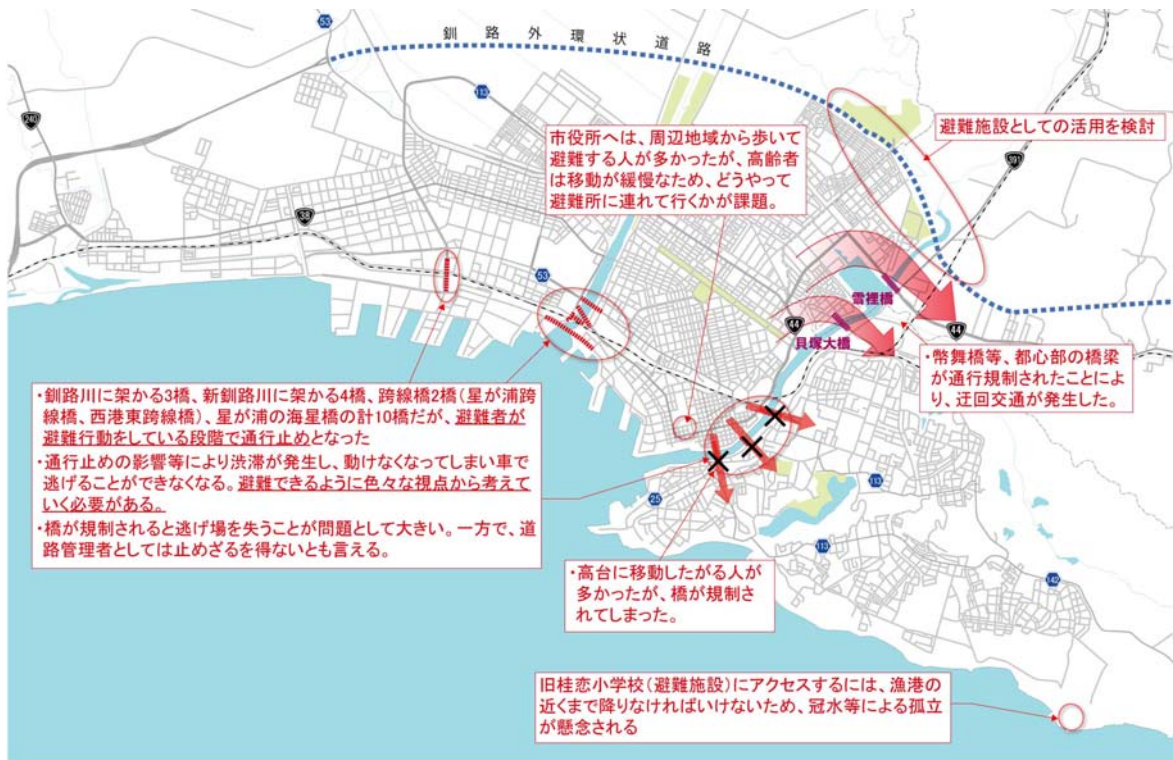 釧路外環状道路
53
113
240
391
38
53
44
44
25
113
113
142
避難施設としての活用を検討
市役所へは、周辺地域から歩いて
避難する人が多かったが、高齢者
は移動が緩慢なため、どうやって
避難所に連れて行くかが課題。
雪裡橋
貝塚大橋
・幣舞橋等、都心部の橋梁
が通行規制されたことによ
り、迂回交通が発生した。
・釧路川に架かる3橋、新釧路川に架かる4橋、跨線橋2橋(星が浦跨
線橋、西港東跨線橋)、星が浦の海星橋の計10橋だが、避難者が
避難行動をしている段階で通行止めとなった
・通行止めの影響等により渋滞が発生し、動けなくなってしまい車で
逃げることができなくなる。避難できるように色々な視点から考えて
いく必要がある。
・橋が規制されると逃げ場を失うことが問題として大きい。一方で、道
路管理者としては止めざるを得ないとも言える。
・高台に移動したがる人が
多かったが、橋が規制さ
れてしまった。
旧桂恋小学校(避難施設)にアクセスするには、漁港の
近くまで降りなければいけないため、冠水等による孤立
が懸念される